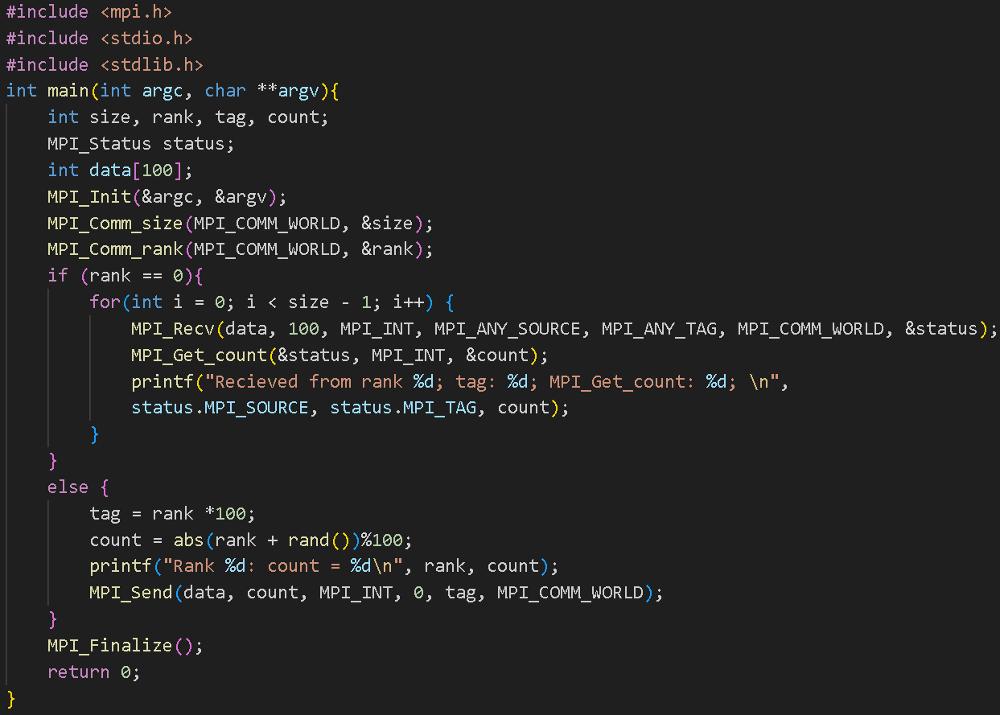 #include <mpi.h>
#include <stdio.h>
#include <stdlib.h>
int main(int argc, char **argv){
    int size, rank, tag, count;
    MPI_Status status;
    int data[100];
    MPI_Init(&argc, &argv);
    MPI_Comm_size(MPI_COMM_WORLD, &size);
    MPI_Comm_rank(MPI_COMM_WORLD, &rank);
    if (rank == 0){
        for(int i = 0; i < size - 1; i++) {
            MPI_Recv(data, 100, MPI_INT, MPI_ANY_SOURCE, MPI_ANY_TAG, MPI_COMM_WORLD, &status);
            MPI_Get_count(&status, MPI_INT, &count);
            printf("Recieved from rank %d; tag: %d; MPI_Get_count: %d; \n",
            status.MPI_SOURCE, status.MPI_TAG, count);
        }
    }
    else {
        tag = rank *100;
        count = abs(rank + rand())%100;
        printf("Rank %d: count = %d\n", rank, count);
        MPI_Send(data, count, MPI_INT, 0, tag, MPI_COMM_WORLD);
    }
    MPI_Finalize();
    return 0;
}